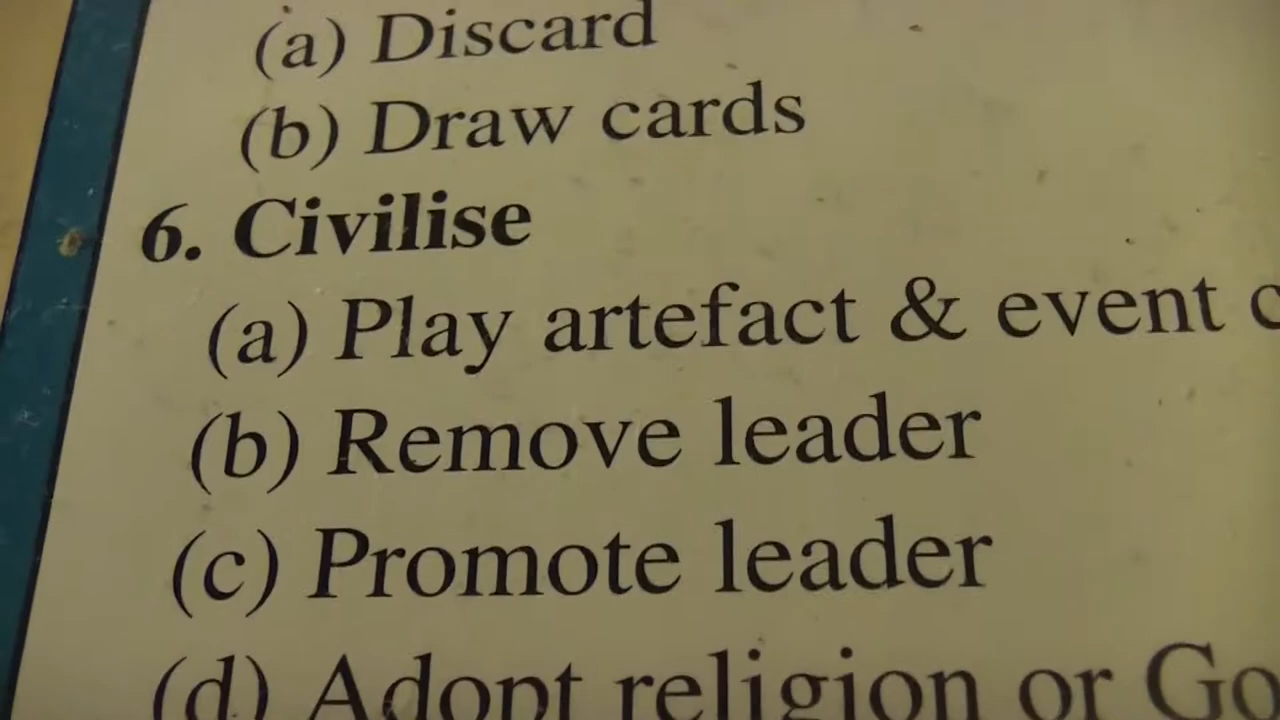 (a) Discard
(b) Draw cards
6. Civilise
(a) Play artefact & event
(b) Remove leader
(c) Promote leader
(d) Adopt religion or